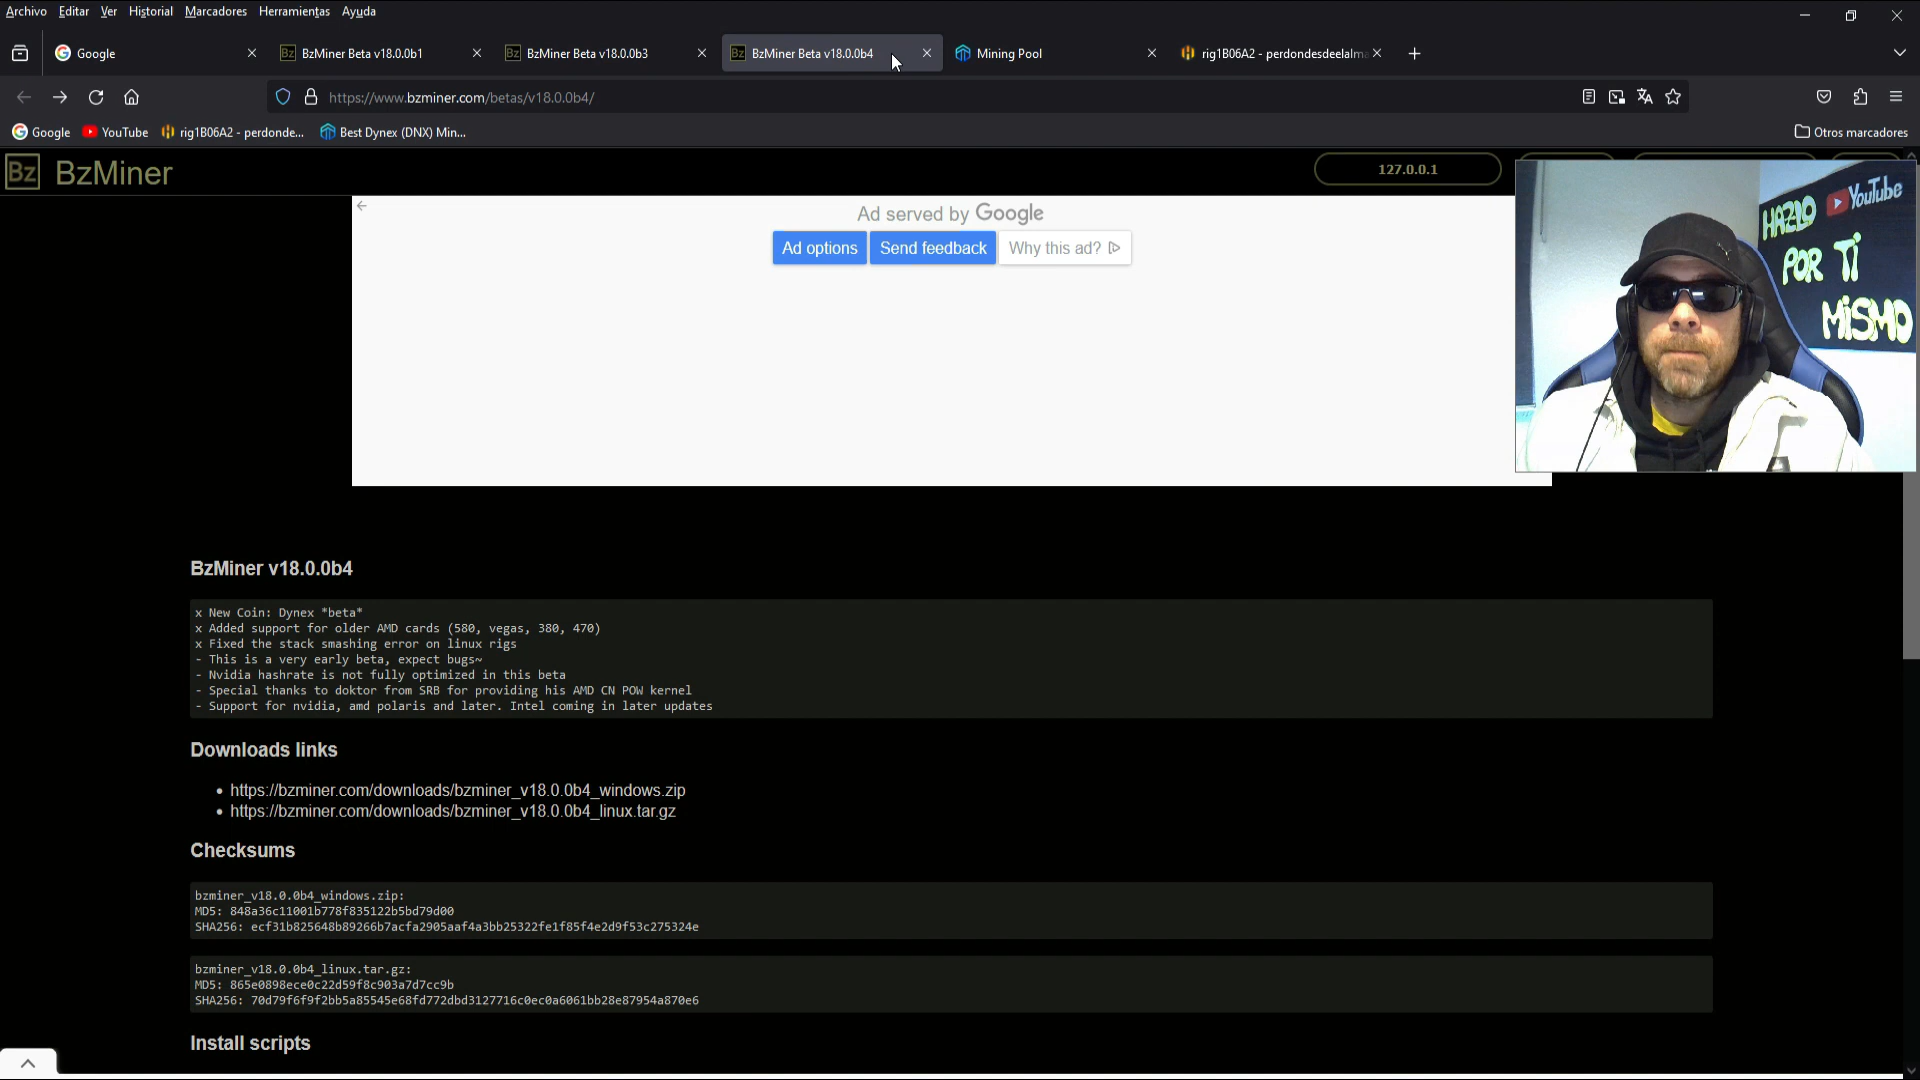 Archivo Editar Ver Historial Marcadores Herramientas Ayuda
Google
BzMiner Beta v18.0.0b1
BzMiner Beta v18.0.0b3
BzMiner Beta v18.0.0b4
Mining Pool
rig1B06A2 - perdondesdeelalma
https://www.bzminer.com/betas/v18.0.0b4/
Google YouTube rig1B06A2 - perdonde... Best Dynex (DNX) Min... Otros marcadores
Bz BzMiner
127.0.0.1
Ad served by Google
Ad options Send feedback Why this ad?
YouTube
HAZLO
POR TI
MISMO
BzMiner v18.0.0b4
x New Coin: Dynex *beta*
x Added support for older AMD cards (580, vegas, 380, 470)
x Fixed the stack smashing error on linux rigs
- This is a very early beta, expect bugs~
- Nvidia hashrate is not fully optimized in this beta
- Special thanks to doktor from SRB for providing his AMD CN POW kernel
- Support for nvidia, amd polaris and later. Intel coming in later updates
Downloads links
• https://bzminer.com/downloads/bzminer_v18.0.0b4_windows.zip
• https://bzminer.com/downloads/bzminer_v18.0.0b4_linux.tar.gz
Checksums
bzminer_v18.0.0b4_windows.zip:
MD5: 848a36c11001b778f835122b5bd79d00
SHA256: ecf31b825648b89266b7acfa2905aaf4a3bb25322fe1f85f4e2d9f53c275324e
bzminer_v18.0.0b4_linux.tar.gz:
MD5: 865e0898ece0c22d59f8c903a7d7cc9b
SHA256: 70d79f6f9f2bb5a85545e68fd772dbd3127716c0ec0a6061bb28e87954a870e6
Install scripts